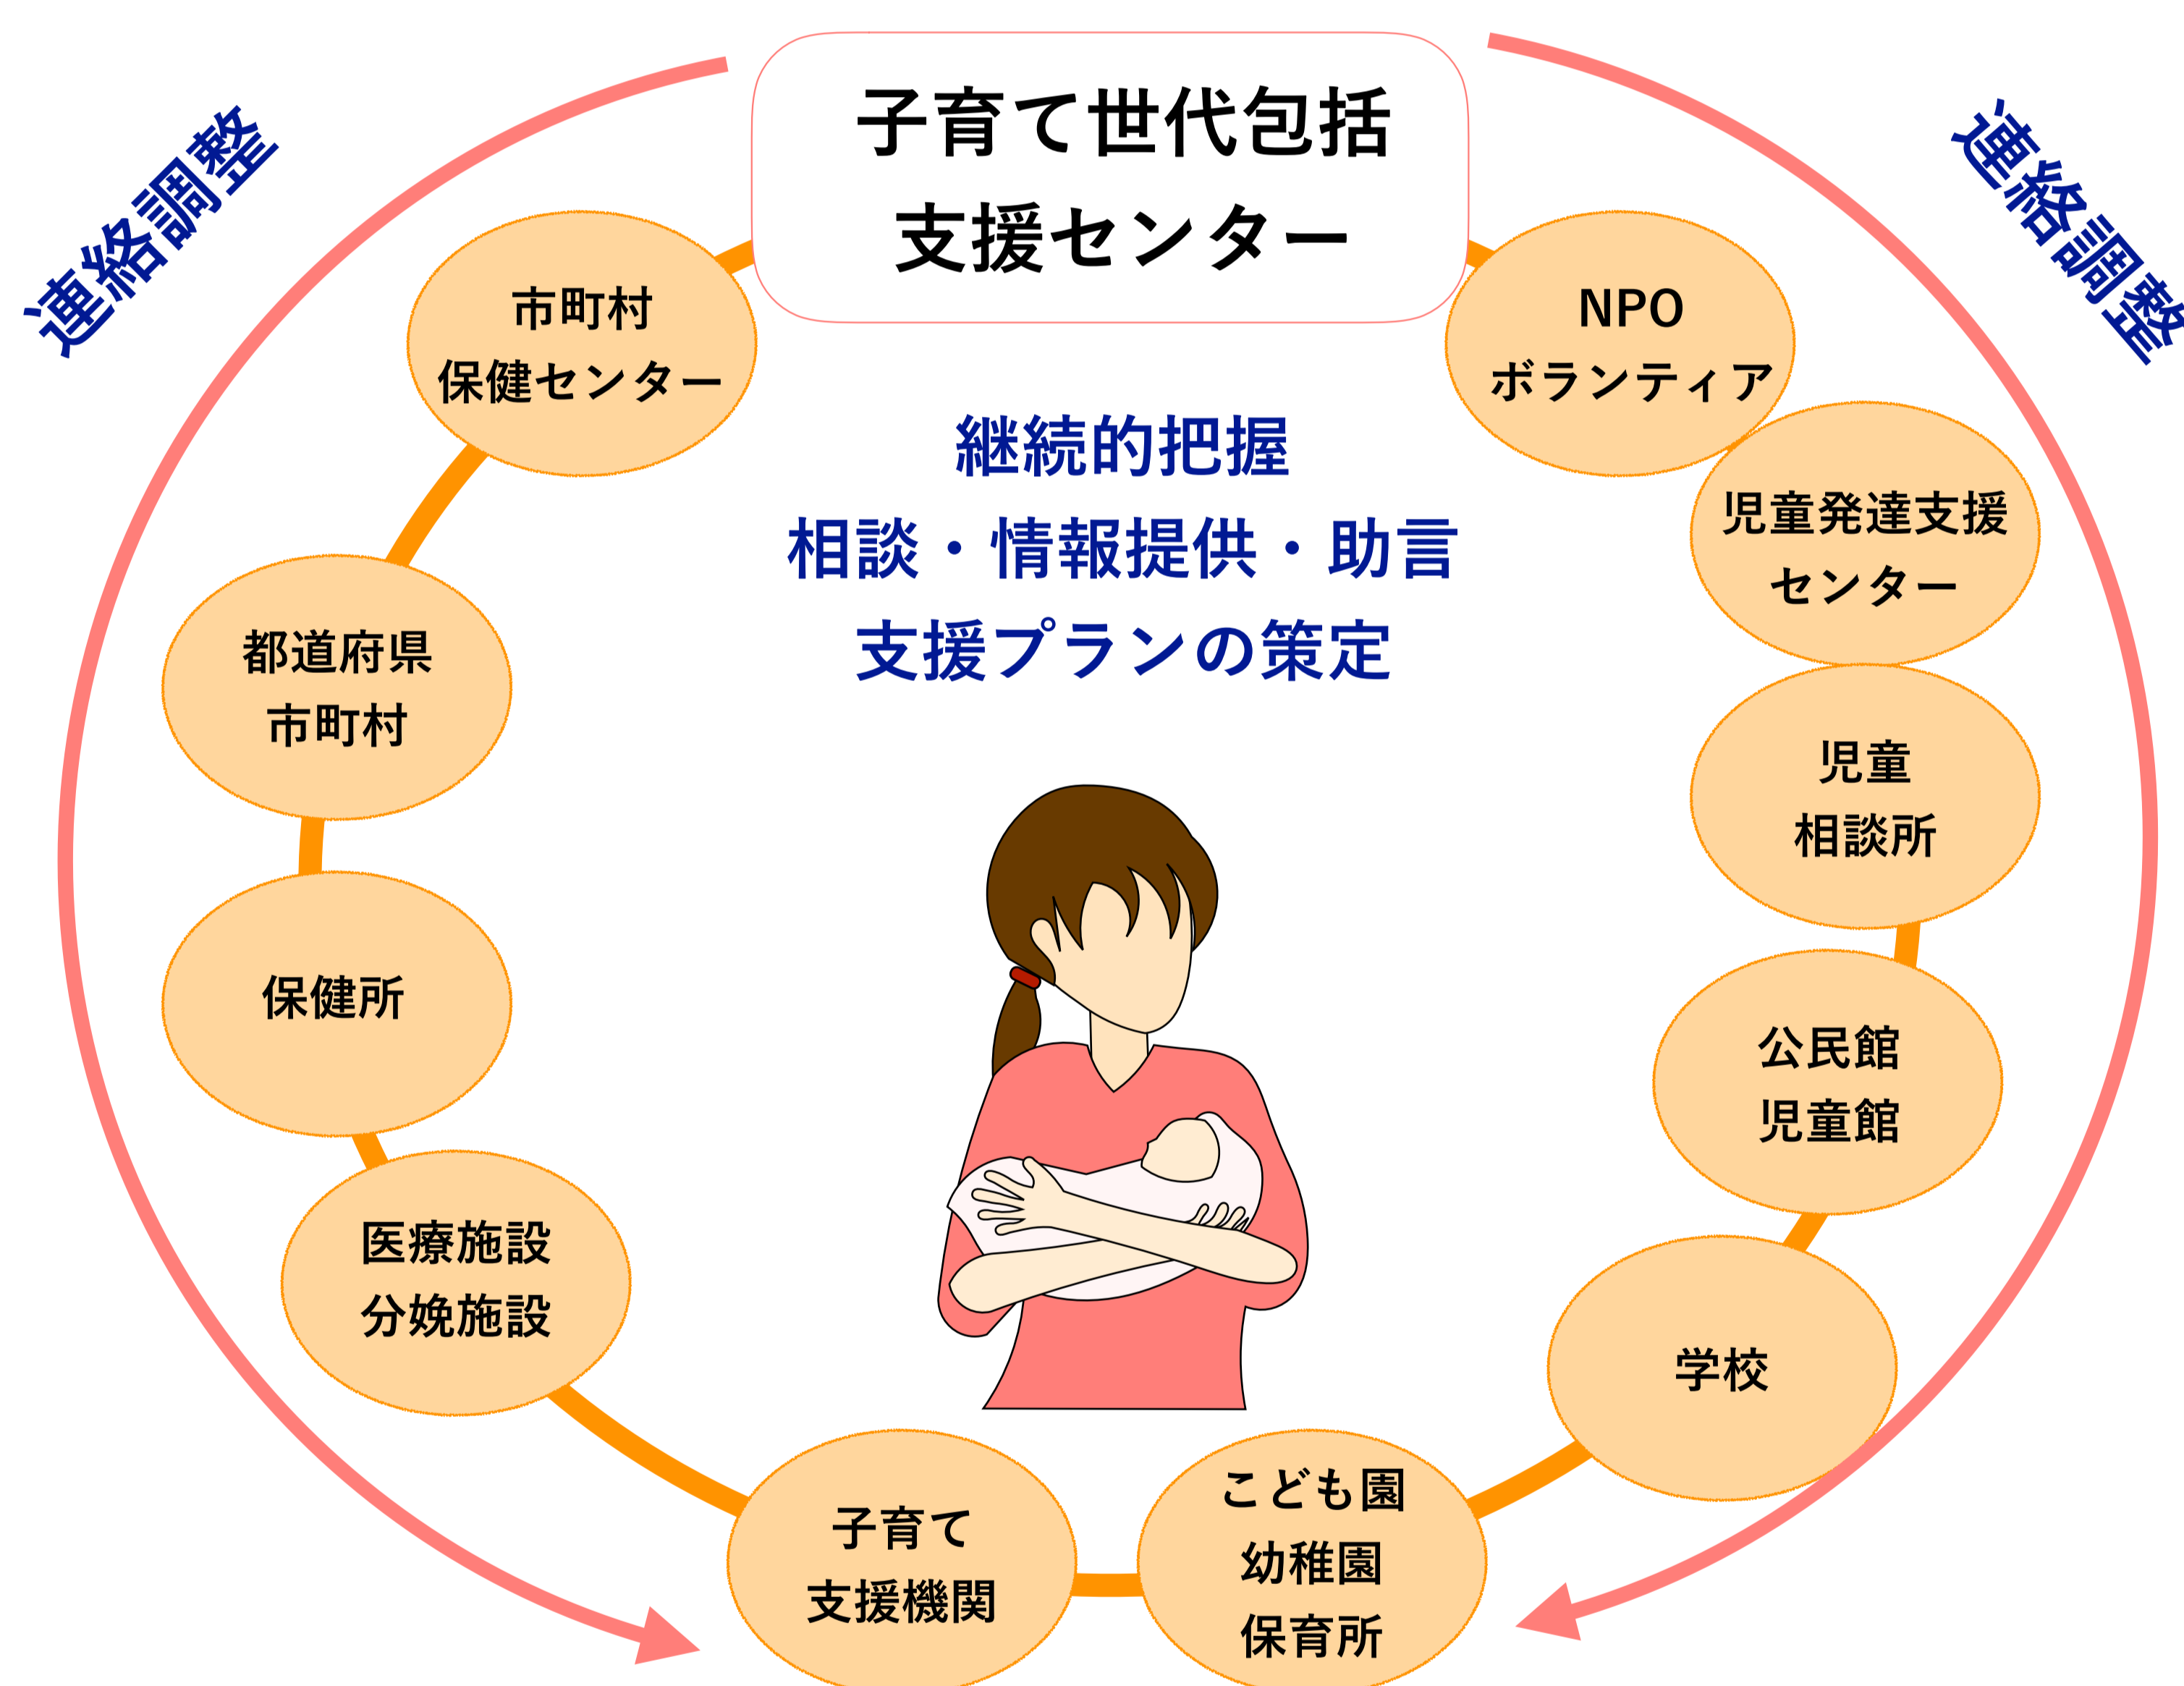 子育て世代包括
支援センター
連絡調整
連絡調整
継続的把握
相談・情報提供・助言
支援プランの策定
市町村
保健センター
都道府県
市町村
保健所
医療施設
分娩施設
子育て
支援機関
こども園
幼稚園
保育所
学校
公民館
児童館
児童
相談所
児童発達支援
センター
NPO
ボランティア